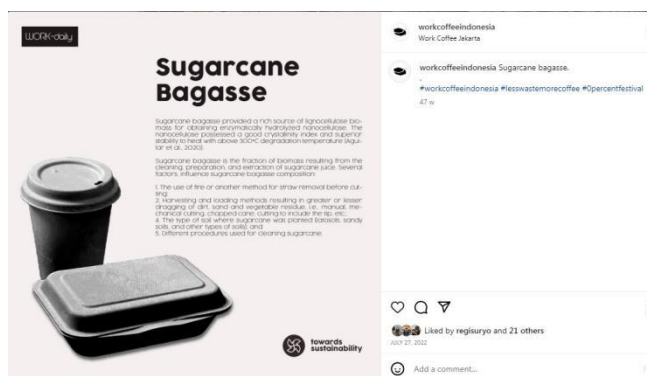 WORK-daily
Sugarcane
Bagasse
Sugarcane bagasse provided a rich source of lignocellulose bio-
mass for obtaining enzymatically hydrolyzed nanocellulose. The
nanocellulose possessed a good crystallinity index and superior
stability to heat with above 300°C degradation temperature (Agui-
lar et al., 2020).
Sugarcane bagasse is the fraction of biomass resulting from the
cleaning, preparation, and extraction of sugarcane juice. Several
factors, influence sugarcane bagasse composition:
1. The use of fire or another method for straw removal before cut-
ting;
2. Harvesting and loading methods resulting in greater or lesser
dragging of dirt, sand and vegetable residue, i.e., manual, me-
chanical cutting, chopped cane, cutting to include the tip, etc.;
4. The type of soil where sugarcane was planted (latosols, sandy
soils, and other types of soils); and
5. Different procedures used for cleaning sugarcane.
towards
sustainability
workcoffeeindonesia
Work Coffee Jakarta
workcoffeeindonesia Sugarcane bagasse.
.
#workcoffeeindonesia #lesswastemorecoffee #0percentfestival
47 w
Liked by regisuryo and 21 others
JULY 27, 2022
Add a comment...